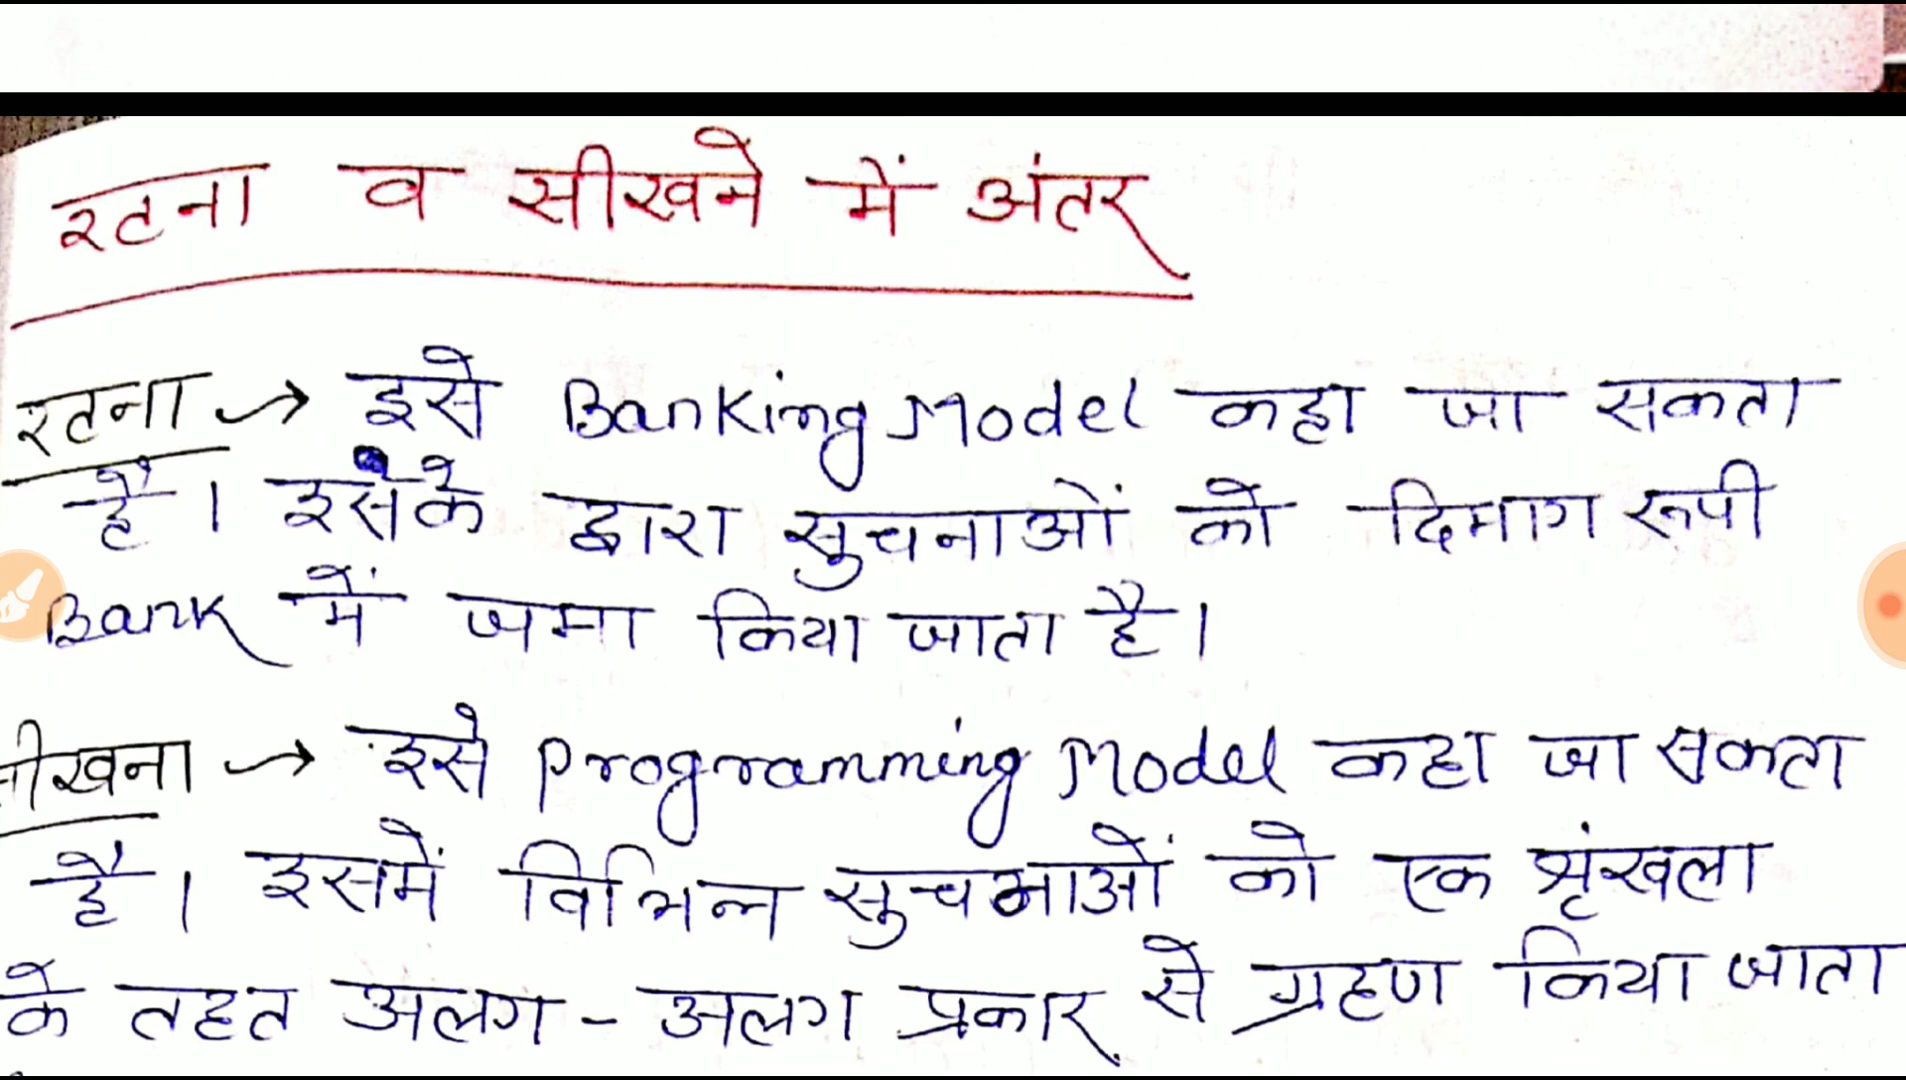 रटना व सीखने में अंतर
रटना → इसे Banking Model कहा जा सकता
है। इसके द्वारा सुचनाओं को दिमाग रूपी
Bank में जमा किया जाता है।
सीखना → इसे Programming Model कहा जा सकता
है। इसमें विभिन्न सुचनाओं को एक श्रृंखला
के तहत अलग - अलग प्रकार से ग्रहण किया जाता